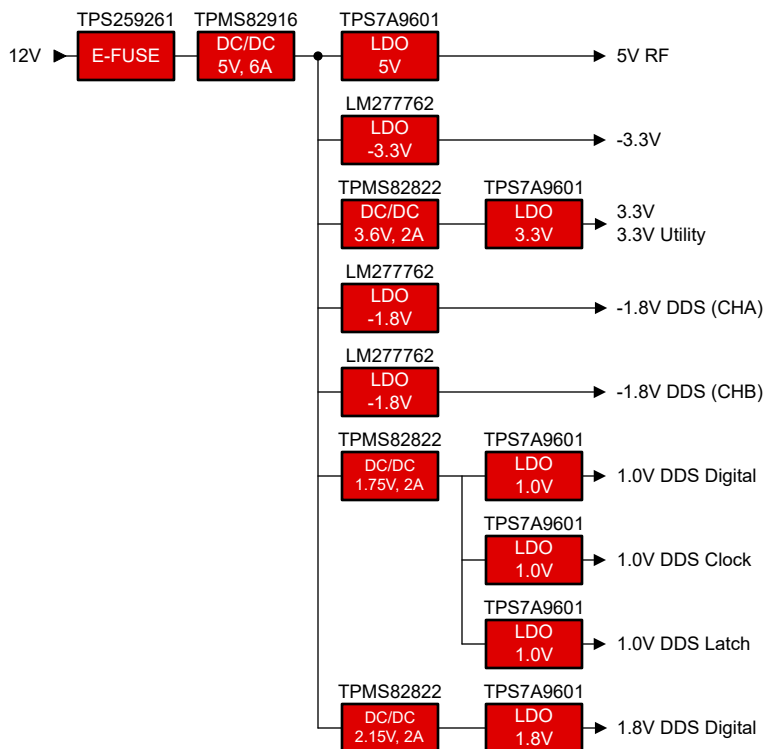 TPS259261 TPMS82916 TPS7A9601
12V E-FUSE DC/DC LDO 5V RF
5V, 6A 5V
LM277762
LDO -3.3V
-3.3V
TPMS82822 TPS7A9601
DC/DC LDO 3.3V
3.6V, 2A 3.3V 3.3V Utility
LM277762
LDO -1.8V DDS (CHA)
-1.8V
LM277762
LDO -1.8V DDS (CHB)
-1.8V
TPMS82822 TPS7A9601
DC/DC LDO 1.0V DDS Digital
1.75V, 2A 1.0V
TPS7A9601
LDO 1.0V DDS Clock
1.0V
TPS7A9601
LDO 1.0V DDS Latch
1.0V
TPMS82822 TPS7A9601
DC/DC LDO 1.8V DDS Digital
2.15V, 2A 1.8V